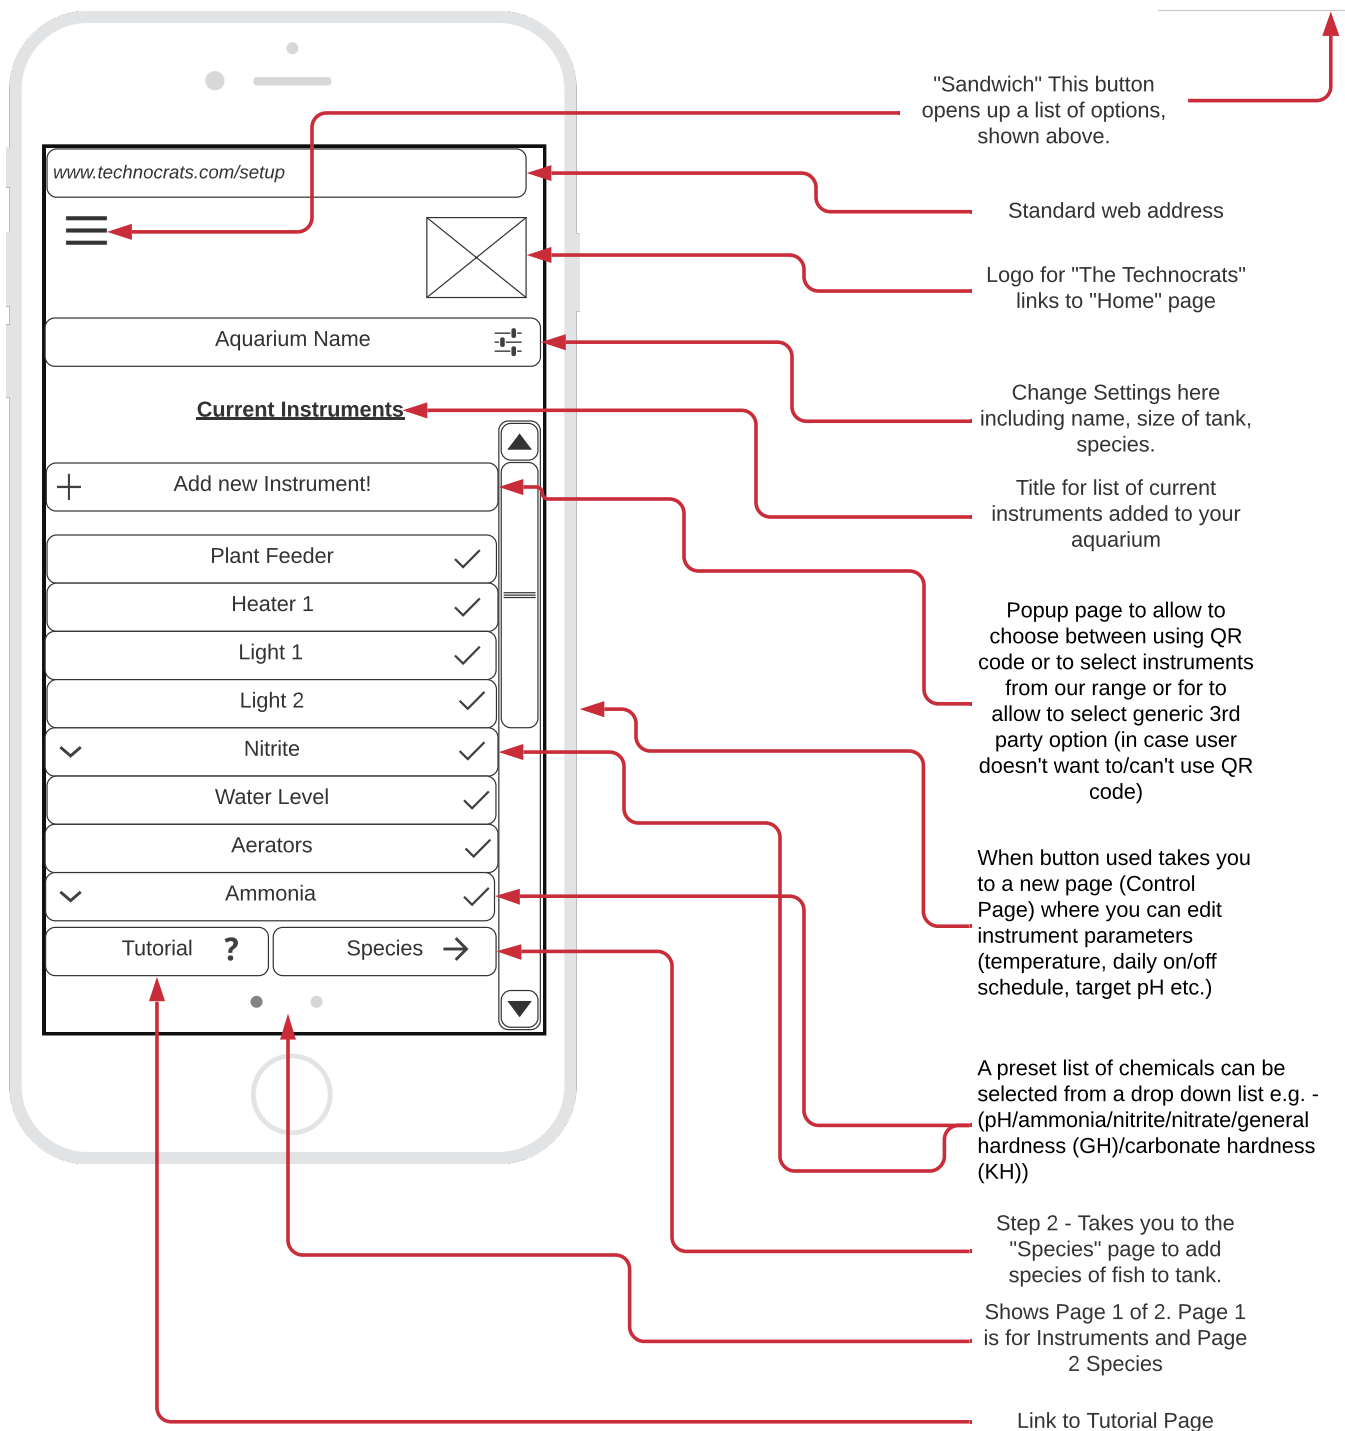 "Sandwich" This button
opens up a list of options,
shown above.
www.technocrats.com/setup
Standard web address
Logo for "The Technocrats"
links to "Home" page
Aquarium Name
Change Settings here
including name, size of tank,
species.
Current Instruments
Title for list of current
instruments added to your
aquarium
Add new Instrument!
Popup page to allow to
choose between using QR
code or to select instruments
from our range or for to
allow to select generic 3rd
party option (in case user
doesn't want to/can't use QR
code)
Plant Feeder
Heater 1
Light 1
Light 2
Nitrite
Water Level
Aerators
Ammonia
When button used takes you
to a new page (Control
Page) where you can edit
instrument parameters
(temperature, daily on/off
schedule, target pH etc.)
Tutorial ?
Species
A preset list of chemicals can be
selected from a drop down list e.g. -
(pH/ammonia/nitrite/nitrate/general
hardness (GH)/carbonate hardness
(KH))
Step 2 - Takes you to the
"Species" page to add
species of fish to tank.
Shows Page 1 of 2. Page 1
is for Instruments and Page
2 Species
Link to Tutorial Page